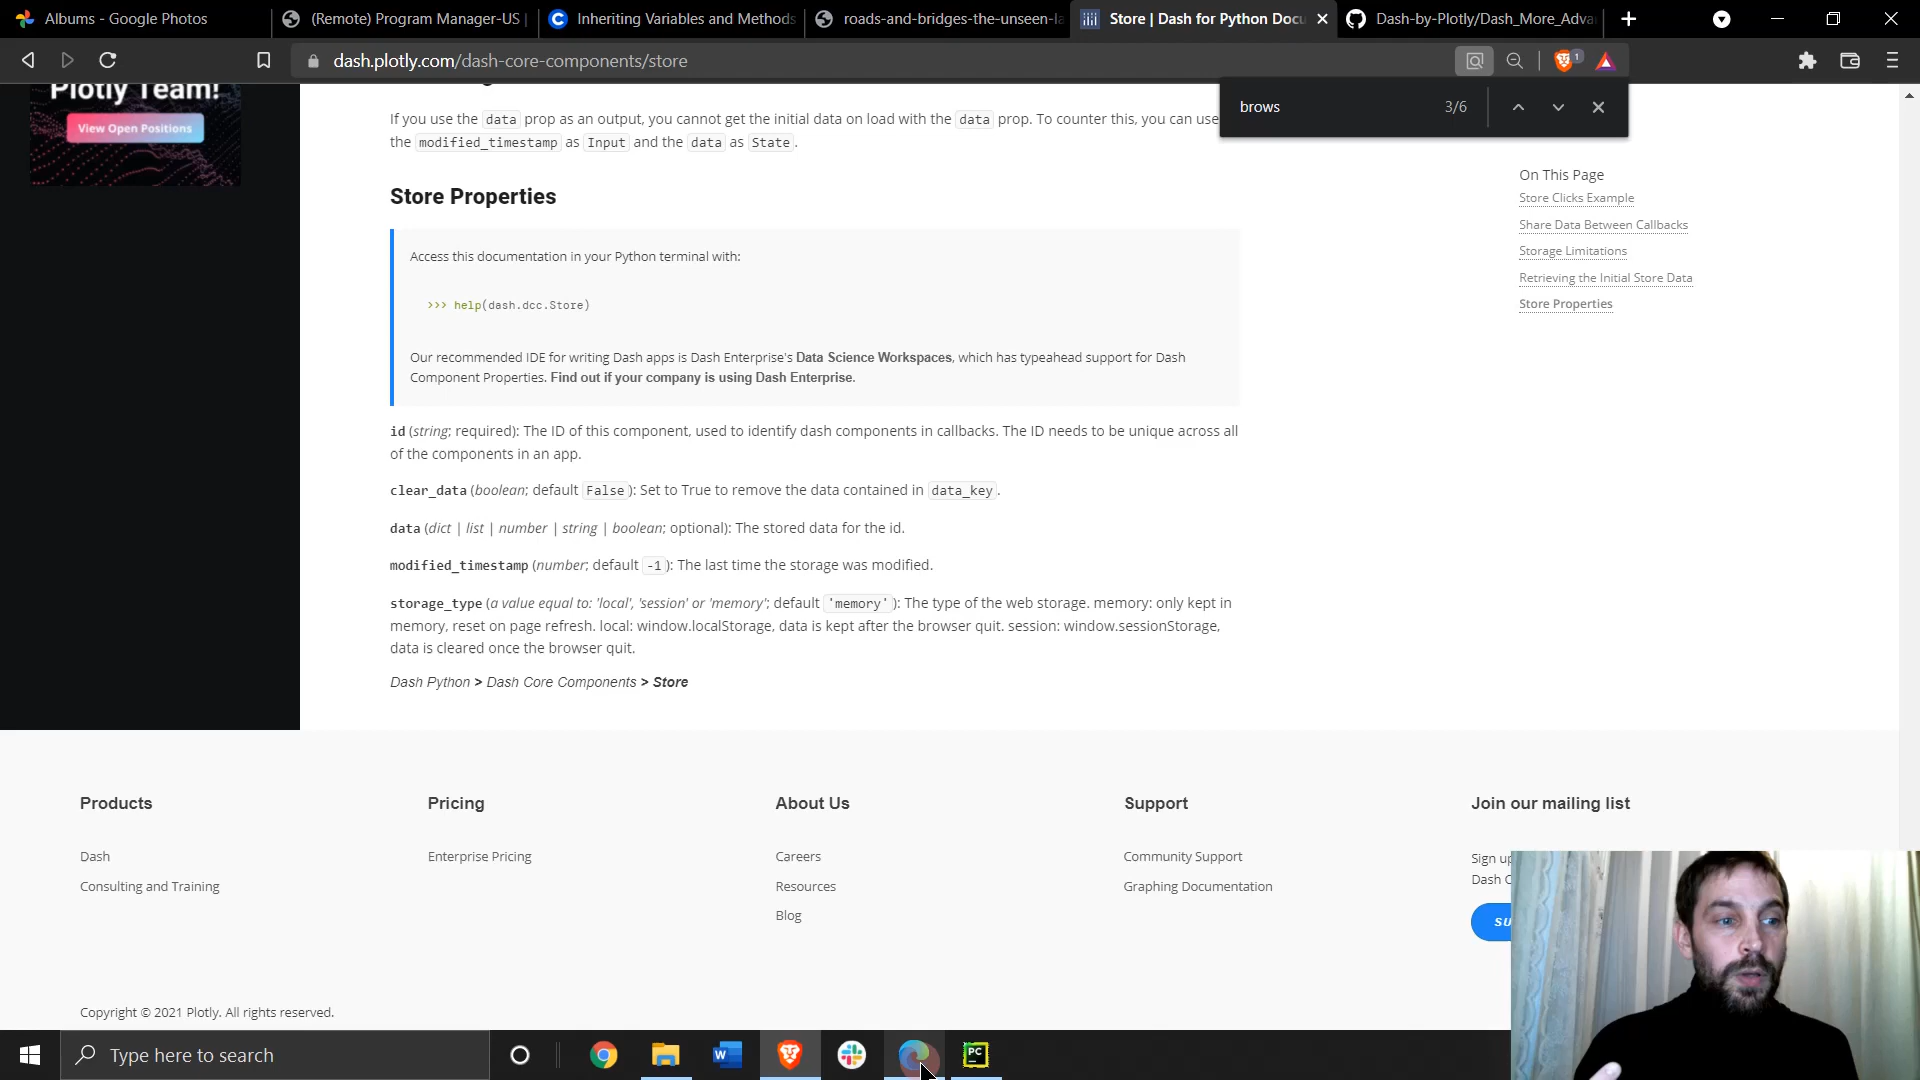 Albums - Google Photos
(Remote) Program Manager-US
Inheriting Variables and Methods
roads-and-bridges-the-unseen-la
Store | Dash for Python Docu
Dash-by-Plotly/Dash_More_Adva
dash.plotly.com/dash-core-components/store
1
brows
3/6
Plotly Team!
View Open Positions
If you use the data prop as an output, you cannot get the initial data on load with the data prop. To counter this, you can use
the modified_timestamp as Input and the data as State.
On This Page
Store Clicks Example
Share Data Between Callbacks
Storage Limitations
Retrieving the Initial Store Data
Store Properties
Store Properties
Access this documentation in your Python terminal with:
>>> help(dash.dcc.Store)
Our recommended IDE for writing Dash apps is Dash Enterprise's Data Science Workspaces, which has typeahead support for Dash
Component Properties. Find out if your company is using Dash Enterprise.
id (string; required): The ID of this component, used to identify dash components in callbacks. The ID needs to be unique across all
of the components in an app.
clear_data (boolean; default False): Set to True to remove the data contained in data_key.
data (dict | list | number | string | boolean; optional): The stored data for the id.
modified_timestamp (number; default -1): The last time the storage was modified.
storage_type (a value equal to: 'local', 'session' or 'memory'; default 'memory'): The type of the web storage. memory: only kept in
memory, reset on page refresh. local: window.localStorage, data is kept after the browser quit. session: window.sessionStorage,
data is cleared once the browser quit.
Dash Python > Dash Core Components > Store
Products
Dash
Consulting and Training
Pricing
Enterprise Pricing
About Us
Careers
Resources
Blog
Support
Community Support
Graphing Documentation
Join our mailing list
Sign up
Dash C
SU
Copyright © 2021 Plotly. All rights reserved.
Type here to search
W
PC